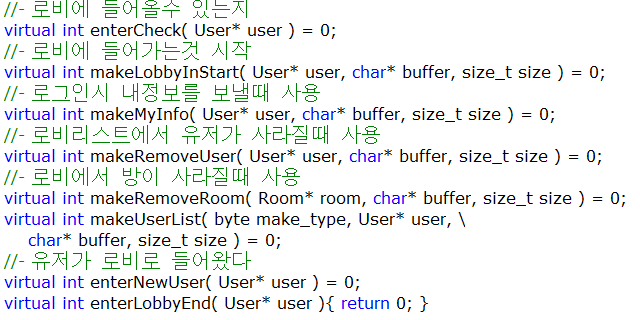 //- 로비에 들어올수 있는지
virtual int enterCheck( User* user ) = 0;
//- 로비에 들어가는것 시작
virtual int makeLobbyInStart( User* user, char* buffer, size_t size ) = 0;
//- 로그인시 내정보를 보낼때 사용
virtual int makeMyInfo( User* user, char* buffer, size_t size ) = 0;
//- 로비리스트에서 유저가 사라질때 사용
virtual int makeRemoveUser( User* user, char* buffer, size_t size ) = 0;
//- 로비에서 방이 사라질때 사용
virtual int makeRemoveRoom( Room* room, char* buffer, size_t size ) = 0;
virtual int makeUserList( byte make_type, User* user, \
char* buffer, size_t size ) = 0;
//- 유저가 로비로 들어왔다
virtual int enterNewUser( User* user ) = 0;
virtual int enterLobbyEnd( User* user ){ return 0; }